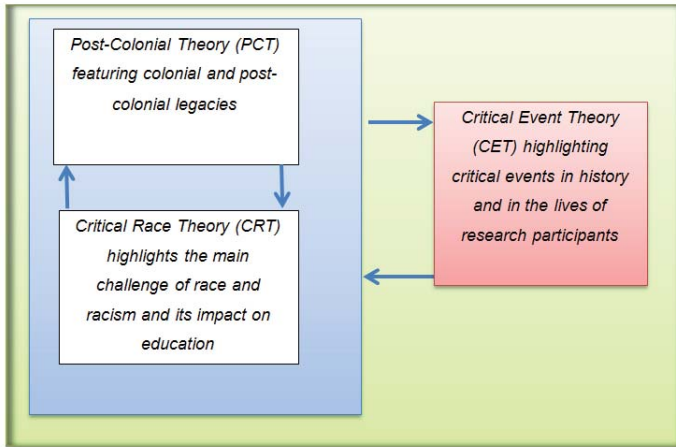 Post-Colonial Theory (PCT)
featuring colonial and post-
colonial legacies
Critical Race Theory (CRT)
highlights the main
challenge of race and
racism and its impact on
education
Critical Event Theory
(CET) highlighting
critical events in history
and in the lives of
research participants